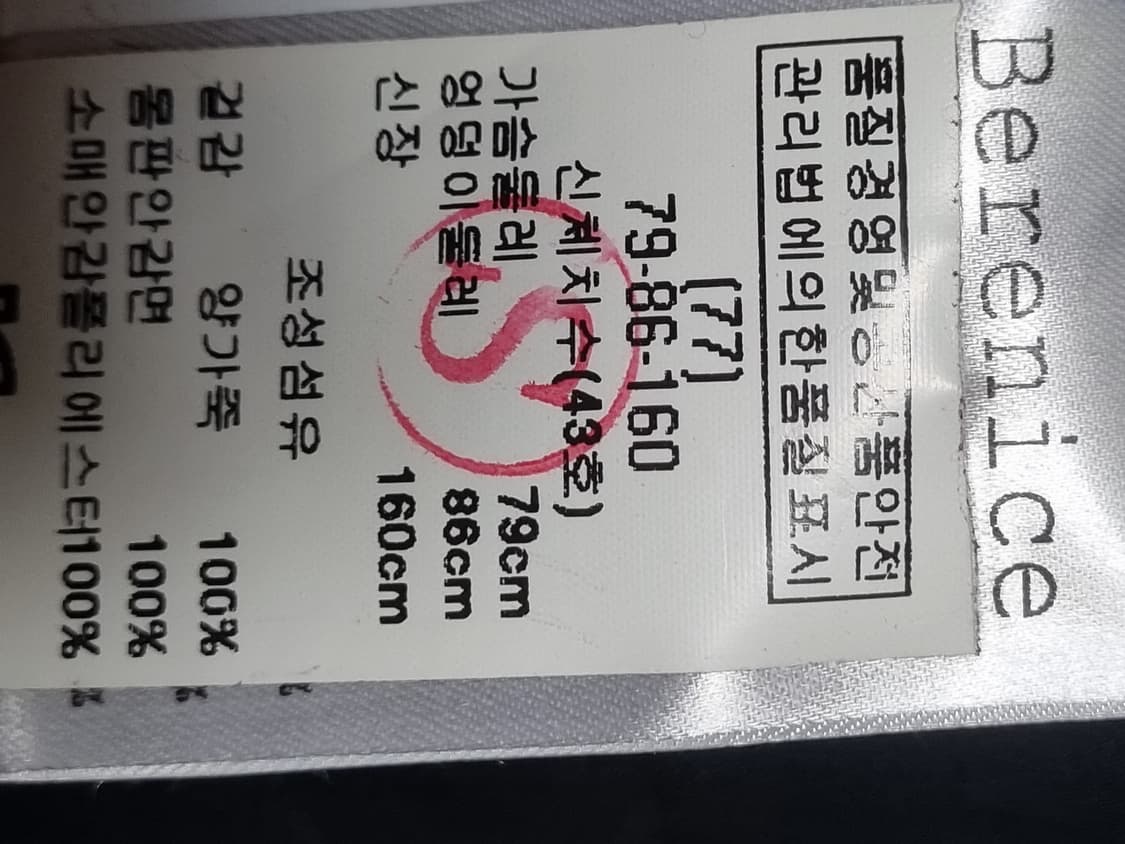 Berenice
품질경영및공산품안전
관리법에의한품질표시
(77)
79-86-160
신체치수(43호)
가슴둘레 79cm
엉덩이둘레 86cm
신장 160cm
조성섬유
겉감 양가죽 100%
몸판안감면 100%
소매안감폴리에스터100%
S